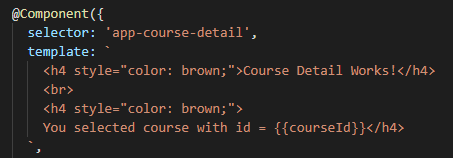 @Component({
  selector: 'app-course-detail',
  template: `
    <h4 style="color: brown;">Course Detail Works!</h4>
    <br>
    <h4 style="color: brown;">
    You selected course with id = {{courseId}}</h4>
  `,